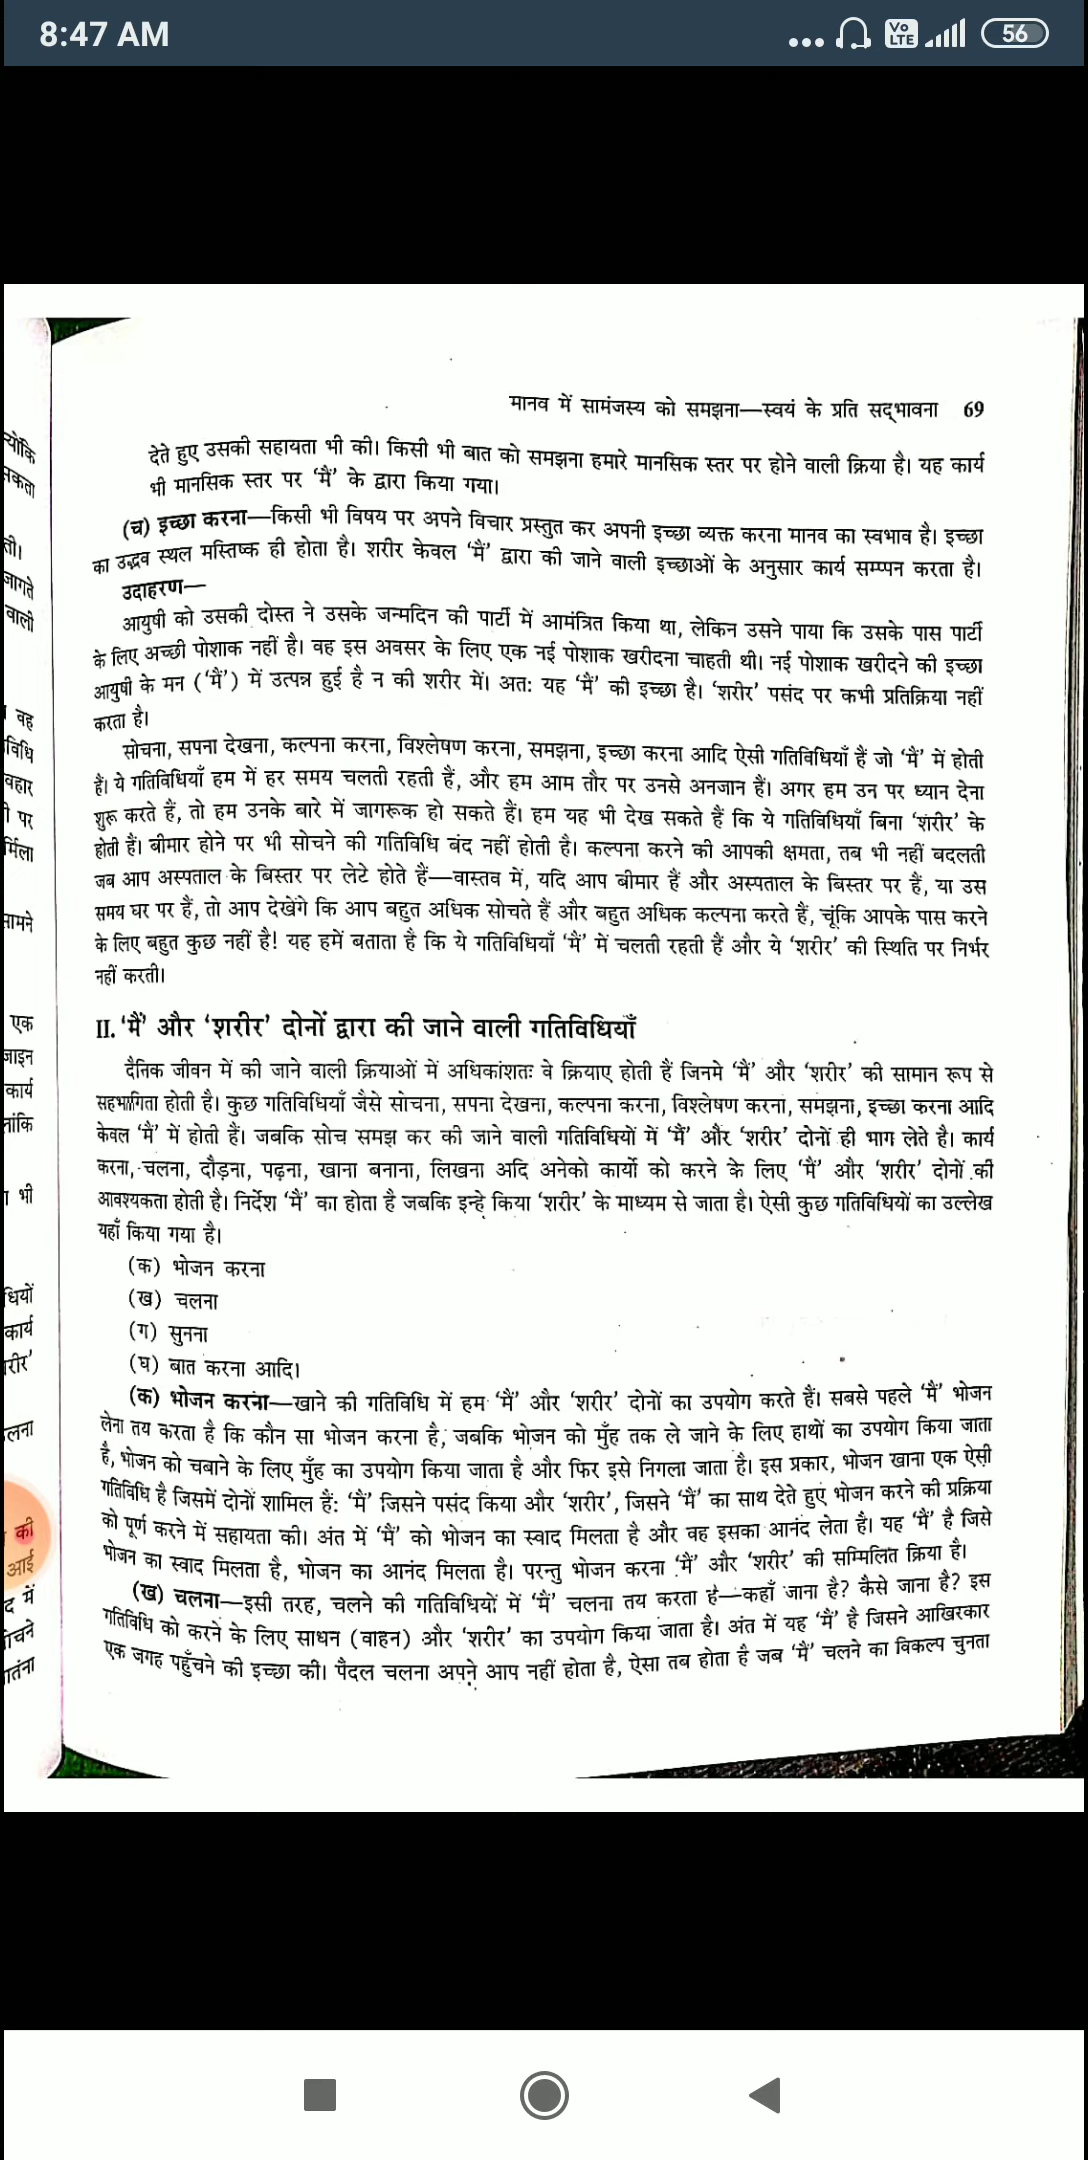 8:47 AM
Vo LTE
56
मानव में सामंजस्य को समझना—स्वयं के प्रति सद्भावना 69
देते हुए उसकी सहायता भी की। किसी भी बात को समझना हमारे मानसिक स्तर पर होने वाली क्रिया है। यह कार्य
भी मानसिक स्तर पर ‘मैं’ के द्वारा किया गया।
(च) इच्छा करना—किसी भी विषय पर अपने विचार प्रस्तुत कर अपनी इच्छा व्यक्त करना मानव का स्वभाव है। इच्छा
का उद्भव स्थल मस्तिष्क ही होता है। शरीर केवल ‘मैं’ द्वारा की जाने वाली इच्छाओं के अनुसार कार्य सम्पन करता है।
उदाहरण—
आयुषी को उसकी दोस्त ने उसके जन्मदिन की पार्टी में आमंत्रित किया था, लेकिन उसने पाया कि उसके पास पार्टी
के लिए अच्छी पोशाक नहीं है। वह इस अवसर के लिए एक नई पोशाक खरीदना चाहती थी। नई पोशाक खरीदने की इच्छा
आयुषी के मन (‘मैं’) में उत्पन्न हुई है न की शरीर में। अतः यह ‘मैं’ की इच्छा है। ‘शरीर’ पसंद पर कभी प्रतिक्रिया नहीं
करता है।
सोचना, सपना देखना, कल्पना करना, विश्लेषण करना, समझना, इच्छा करना आदि ऐसी गतिविधियाँ हैं जो ‘मैं’ में होती
हैं। ये गतिविधियाँ हम में हर समय चलती रहती हैं, और हम आम तौर पर उनसे अनजान हैं। अगर हम उन पर ध्यान देना
शुरू करते हैं, तो हम उनके बारे में जागरूक हो सकते हैं। हम यह भी देख सकते हैं कि ये गतिविधियाँ बिना ‘शरीर’ के
होती हैं। बीमार होने पर भी सोचने की गतिविधि बंद नहीं होती है। कल्पना करने की आपकी क्षमता, तब भी नहीं बदलती
जब आप अस्पताल के बिस्तर पर लेटे होते हैं—वास्तव में, यदि आप बीमार हैं और अस्पताल के बिस्तर पर हैं, या उस
समय घर पर हैं, तो आप देखेंगे कि आप बहुत अधिक सोचते हैं और बहुत अधिक कल्पना करते हैं, चूंकि आपके पास करने
के लिए बहुत कुछ नहीं है! यह हमें बताता है कि ये गतिविधियाँ ‘मैं’ में चलती रहती हैं और ये ‘शरीर’ की स्थिति पर निर्भर
नहीं करती।
II. ‘मैं’ और ‘शरीर’ दोनों द्वारा की जाने वाली गतिविधियाँ
दैनिक जीवन में की जाने वाली क्रियाओं में अधिकांशतः वे क्रियाए होती हैं जिनमे ‘मैं’ और ‘शरीर’ की सामान रूप से
सहभागिता होती है। कुछ गतिविधियाँ जैसे सोचना, सपना देखना, कल्पना करना, विश्लेषण करना, समझना, इच्छा करना आदि
केवल ‘मैं’ में होती हैं। जबकि सोच समझ कर की जाने वाली गतिविधियों में ‘मैं’ और ‘शरीर’ दोनों ही भाग लेते है। कार्य
करना, चलना, दौड़ना, पढ़ना, खाना बनाना, लिखना अदि अनेको कार्यो को करने के लिए ‘मैं’ और ‘शरीर’ दोनों की
आवश्यकता होती है। निर्देश ‘मैं’ का होता है जबकि इन्हे किया ‘शरीर’ के माध्यम से जाता है। ऐसी कुछ गतिविधियों का उल्लेख
यहाँ किया गया है।
(क) भोजन करना
(ख) चलना
(ग) सुनना
(घ) बात करना आदि।
(क) भोजन करना—खाने की गतिविधि में हम ‘मैं’ और ‘शरीर’ दोनों का उपयोग करते हैं। सबसे पहले ‘मैं’ भोजन
लेना तय करता है कि कौन सा भोजन करना है, जबकि भोजन को मुँह तक ले जाने के लिए हाथों का उपयोग किया जाता
है, भोजन को चबाने के लिए मुँह का उपयोग किया जाता है और फिर इसे निगला जाता है। इस प्रकार, भोजन खाना एक ऐसी
गतिविधि है जिसमें दोनों शामिल हैं: ‘मैं’ जिसने पसंद किया और ‘शरीर’, जिसने ‘मैं’ का साथ देते हुए भोजन करने की प्रक्रिया
को पूर्ण करने में सहायता की। अंत में ‘मैं’ को भोजन का स्वाद मिलता है और वह इसका आनंद लेता है। यह ‘मैं’ है जिसे
भोजन का स्वाद मिलता है, भोजन का आनंद मिलता है। परन्तु भोजन करना ‘मैं’ और ‘शरीर’ की सम्मिलित क्रिया है।
(ख) चलना—इसी तरह, चलने की गतिविधियों में ‘मैं’ चलना तय करता है—कहाँ जाना है? कैसे जाना है? इस
गतिविधि को करने के लिए साधन (वाहन) और ‘शरीर’ का उपयोग किया जाता है। अंत में यह ‘मैं’ है जिसने आखिरकार
एक जगह पहुँचने की इच्छा की। पैदल चलना अपने आप नहीं होता है, ऐसा तब होता है जब ‘मैं’ चलने का विकल्प चुनता